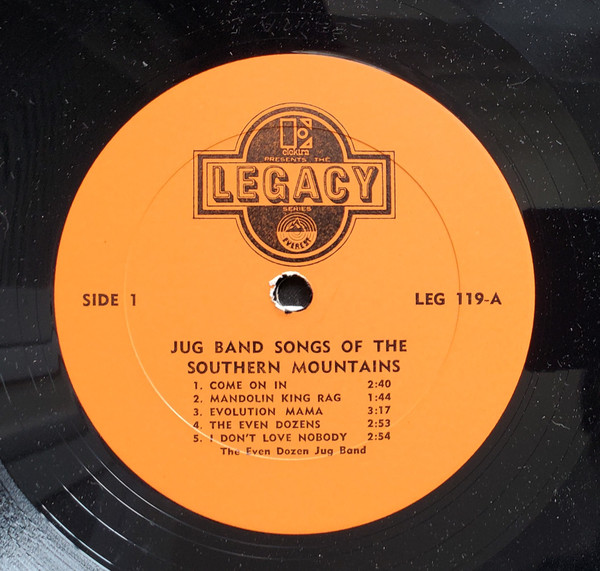 elektra
PRESENTS THE
LEGACY
SERIES
EVEREST
SIDE 1
LEG 119-A
JUG BAND SONGS OF THE
SOUTHERN MOUNTAINS
1. COME ON IN 2:40
2. MANDOLIN KING RAG 1:44
3. EVOLUTION MAMA 3:17
4. THE EVEN DOZENS 2:53
5. I DON'T LOVE NOBODY 2:54
The Even Dozen Jug Band